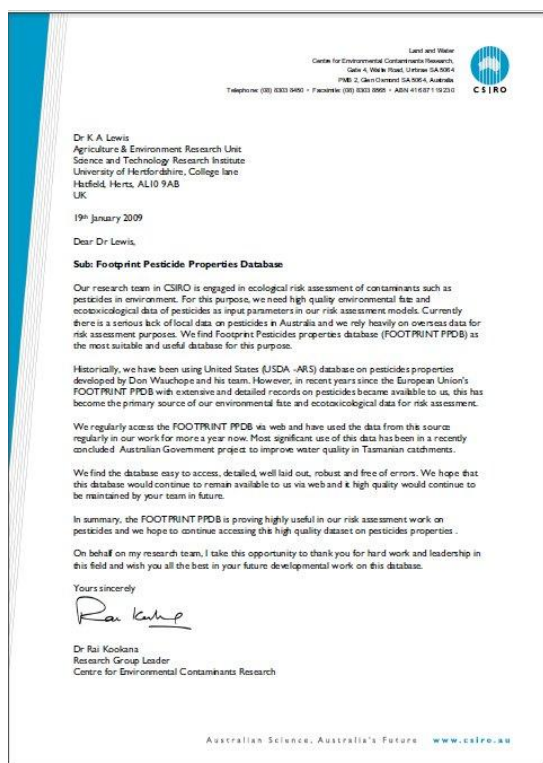 Land and Water
Centre for Environmental Contaminants Research,
Gate 4, Waite Road, Urrbrae SA 5064
PMB 2, Glen Osmond SA 5064, Australia
Telephone: (08) 8303 8450 • Facsimile: (08) 8303 8565 • ABN 41 687 119 230
CSIRO
Dr K A Lewis
Agriculture & Environment Research Unit
Science and Technology Research Institute
University of Hertfordshire, College lane
Hatfield, Herts, AL10 9AB
UK
19th January 2009
Dear Dr Lewis,
Sub: Footprint Pesticide Properties Database
Our research team in CSIRO is engaged in ecological risk assessment of contaminants such as
pesticides in environment. For this purpose, we need high quality environmental fate and
ecotoxicological data of pesticides as input parameters in our risk assessment models. Currently
there is a serious lack of local data on pesticides in Australia and we rely heavily on overseas data for
risk assessment purposes. We find Footprint Pesticides properties database (FOOTPRINT PPDB) as
the most suitable and useful database for this purpose.
Historically, we have been using United States (USDA -ARS) database on pesticides properties
developed by Don Wauchope and his team. However, in recent years since the European Union's
FOOTPRINT PPDB with extensive and detailed records on pesticides became available to us, this has
become the primary source of our environmental fate and ecotoxicological data for risk assessment.
We regularly access the FOOTPRINT PPDB via web and have used the data from this source
regularly in our work for more a year now. Most significant use of this data has been in a recently
concluded Australian Government project to improve water quality in Tasmanian catchments.
We find the database easy to access, detailed, well laid out, robust and free of errors. We hope that
this database would continue to remain available to us via web and it high quality would continue to
be maintained by your team in future.
In summary, the FOOTPRINT PPDB is proving highly useful in our risk assessment work on
pesticides and we hope to continue accessing this high quality dataset on pesticides properties .
On behalf on my research team, I take this opportunity to thank you for hard work and leadership in
this field and wish you all the best in your future developmental work on this database.
Yours sincerely
Rai Kookana
Dr Rai Kookana
Research Group Leader
Centre for Environmental Contaminants Research
Australian Science, Australia's Future www.csiro.au